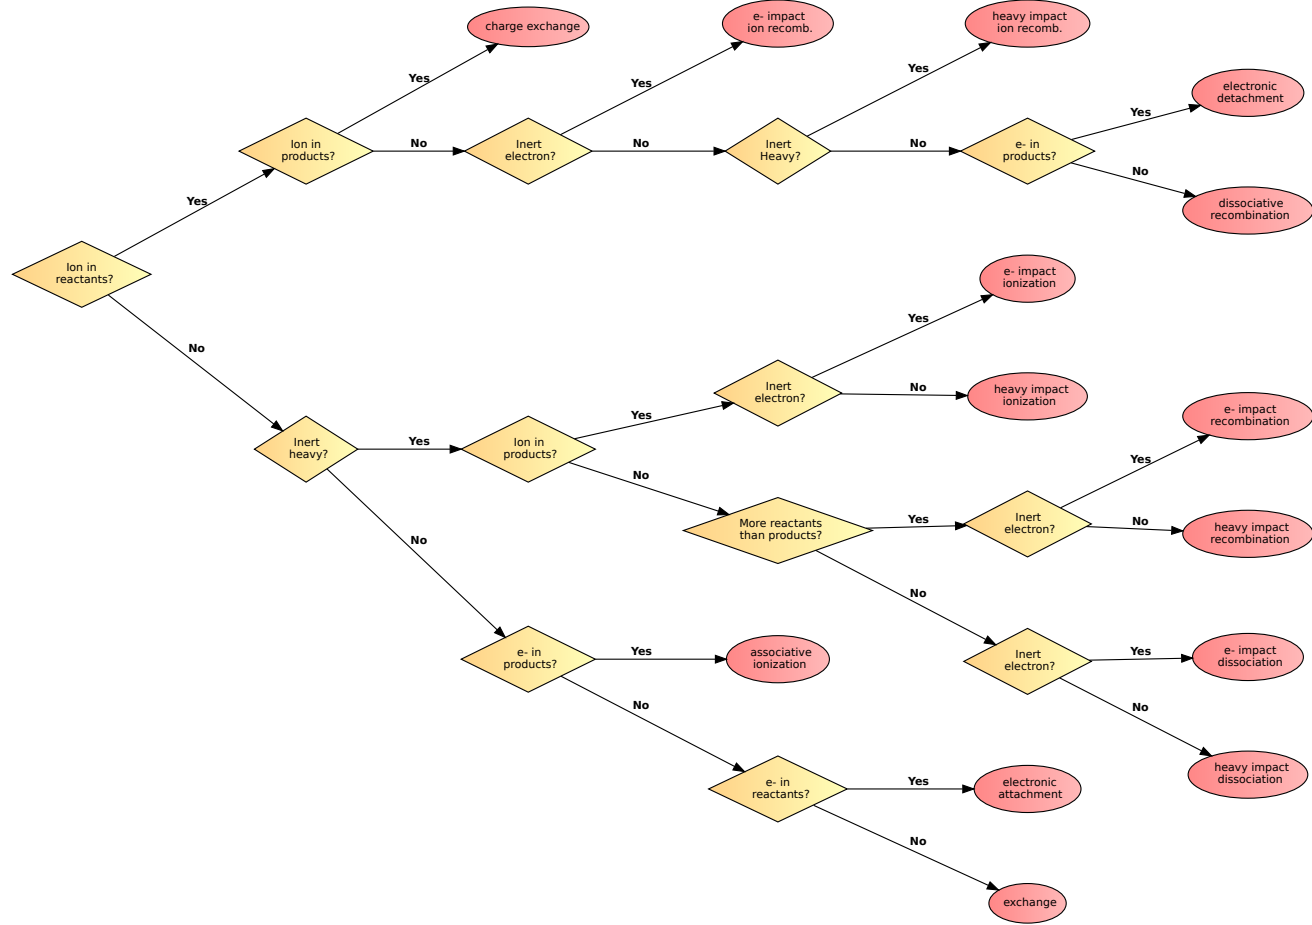 charge exchange
e- impact
ion recomb.
heavy impact
ion recomb.
Yes
Yes
Yes
electronic
detachment
Yes
Ion in
products?
No
Inert
electron?
No
Inert
Heavy?
No
e- in
products?
No
dissociative
recombination
Yes
Ion in
reactants?
e- impact
ionization
Yes
No
Inert
electron?
No
heavy impact
ionization
Yes
e- impact
recombination
Inert
heavy?
Yes
Ion in
products?
Yes
No
More reactants
than products?
Yes
Inert
electron?
No
heavy impact
recombination
No
No
e- in
products?
Yes
associative
ionization
Inert
electron?
Yes
e- impact
dissociation
No
No
heavy impact
dissociation
e- in
reactants?
Yes
electronic
attachment
No
exchange